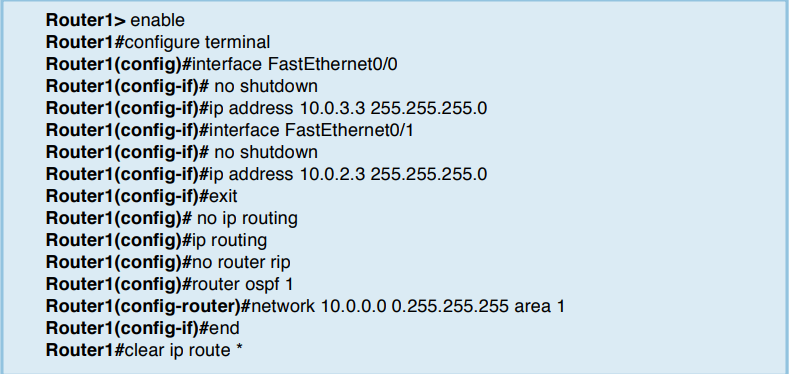 Router1> enable
Router1#configure terminal
Router1(config)#interface FastEthernet0/0
Router1(config-if)# no shutdown
Router1(config-if)#ip address 10.0.3.3 255.255.255.0
Router1(config-if)#interface FastEthernet0/1
Router1(config-if)# no shutdown
Router1(config-if)#ip address 10.0.2.3 255.255.255.0
Router1(config-if)#exit
Router1(config)# no ip routing
Router1(config)#ip routing
Router1(config)#no router rip
Router1(config)#router ospf 1
Router1(config-router)#network 10.0.0.0 0.255.255.255 area 1
Router1(config-if)#end
Router1#clear ip route *